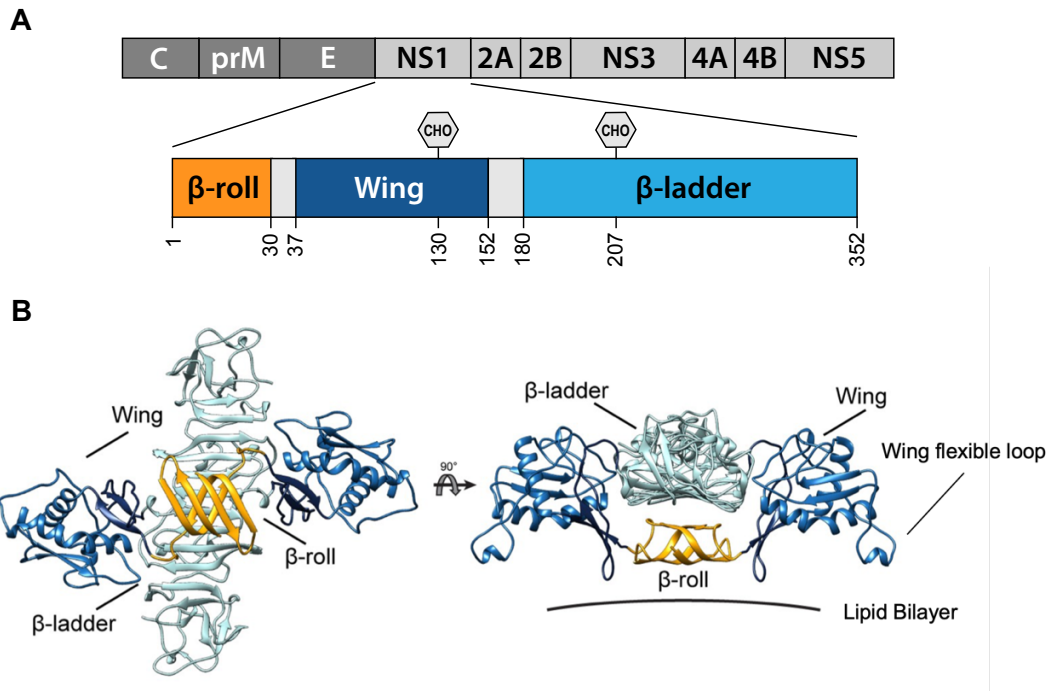 A
C prM E NS1 2A 2B NS3 4A 4B NS5
CHO CHO
β-roll Wing β-ladder
1 30 37 130 152 180 207 352
B
Wing
β-roll
β-ladder
90°
β-ladder
Wing
Wing flexible loop
β-roll
Lipid Bilayer